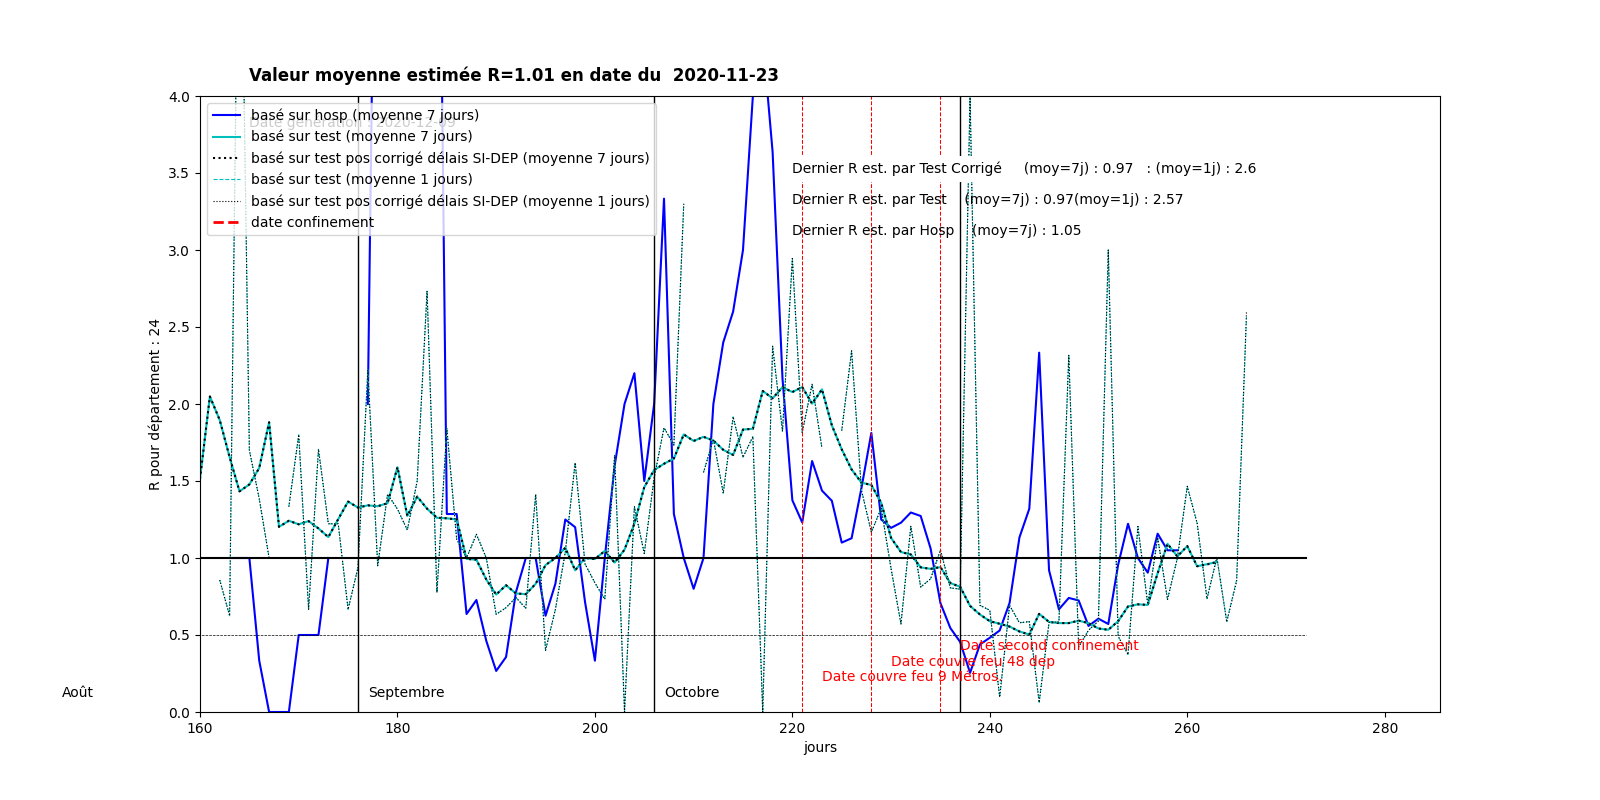 Valeur moyenne estimée R=1.01 en date du  2020-11-23
Date generation : 2020-12-09
basé sur hosp (moyenne 7 jours)
basé sur test (moyenne 7 jours)
basé sur test pos corrigé délais SI-DEP (moyenne 7 jours)
basé sur test (moyenne 1 jours)
basé sur test pos corrigé délais SI-DEP (moyenne 1 jours)
date confinement
Dernier R est. par Test Corrigé     (moy=7j) : 0.97   : (moy=1j) : 2.6
Dernier R est. par Test    (moy=7j) : 0.97(moy=1j) : 2.57
Dernier R est. par Hosp    (moy=7j) : 1.05
4.0
3.5
3.0
2.5
2.0
1.5
1.0
0.5
0.0
R pour département : 24
Date second confinement
Date couvre feu 48 dep
Date couvre feu 9 Métros
Août
Septembre
Octobre
160 180 200 220 240 260 280
jours